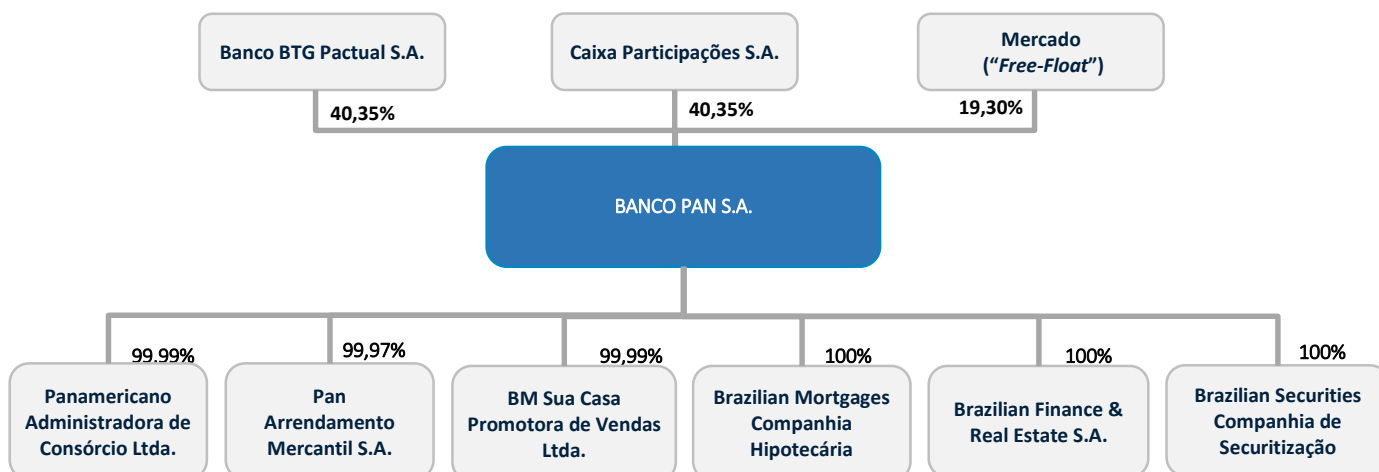 Banco BTG Pactual S.A.
Caixa Participações S.A.
Mercado
(“Free-Float”)
40,35%
40,35%
19,30%
BANCO PAN S.A.
99,99%
99,97%
99,99%
100%
100%
100%
Panamericano
Administradora de
Consórcio Ltda.
Pan
Arrendamento
Mercantil S.A.
BM Sua Casa
Promotora de Vendas
Ltda.
Brazilian Mortgages
Companhia
Hipotecária
Brazilian Finance &
Real Estate S.A.
Brazilian Securities
Companhia de
Securitização